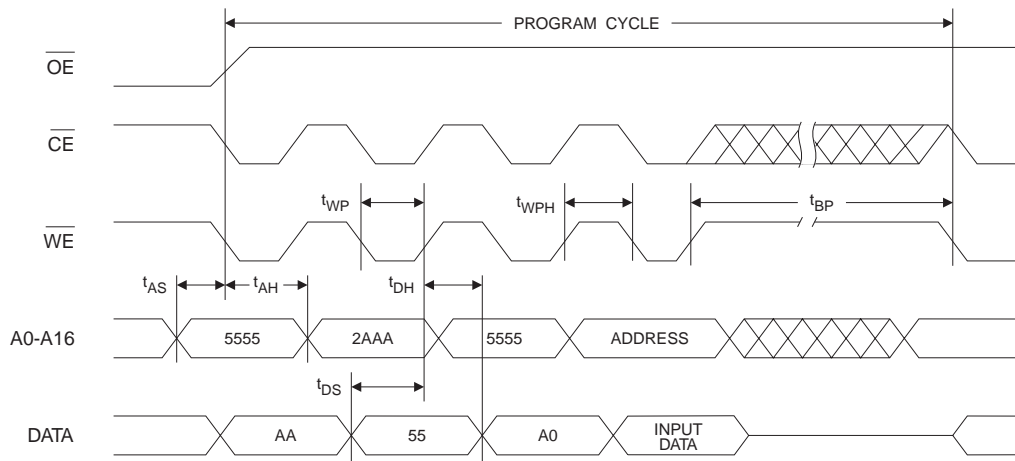 PROGRAM CYCLE
OE
CE
tWP
tWPH
tBP
WE
tAS
tAH
tDH
A0-A16
5555
2AAA
5555
ADDRESS
tDS
DATA
AA
55
A0
INPUT
DATA